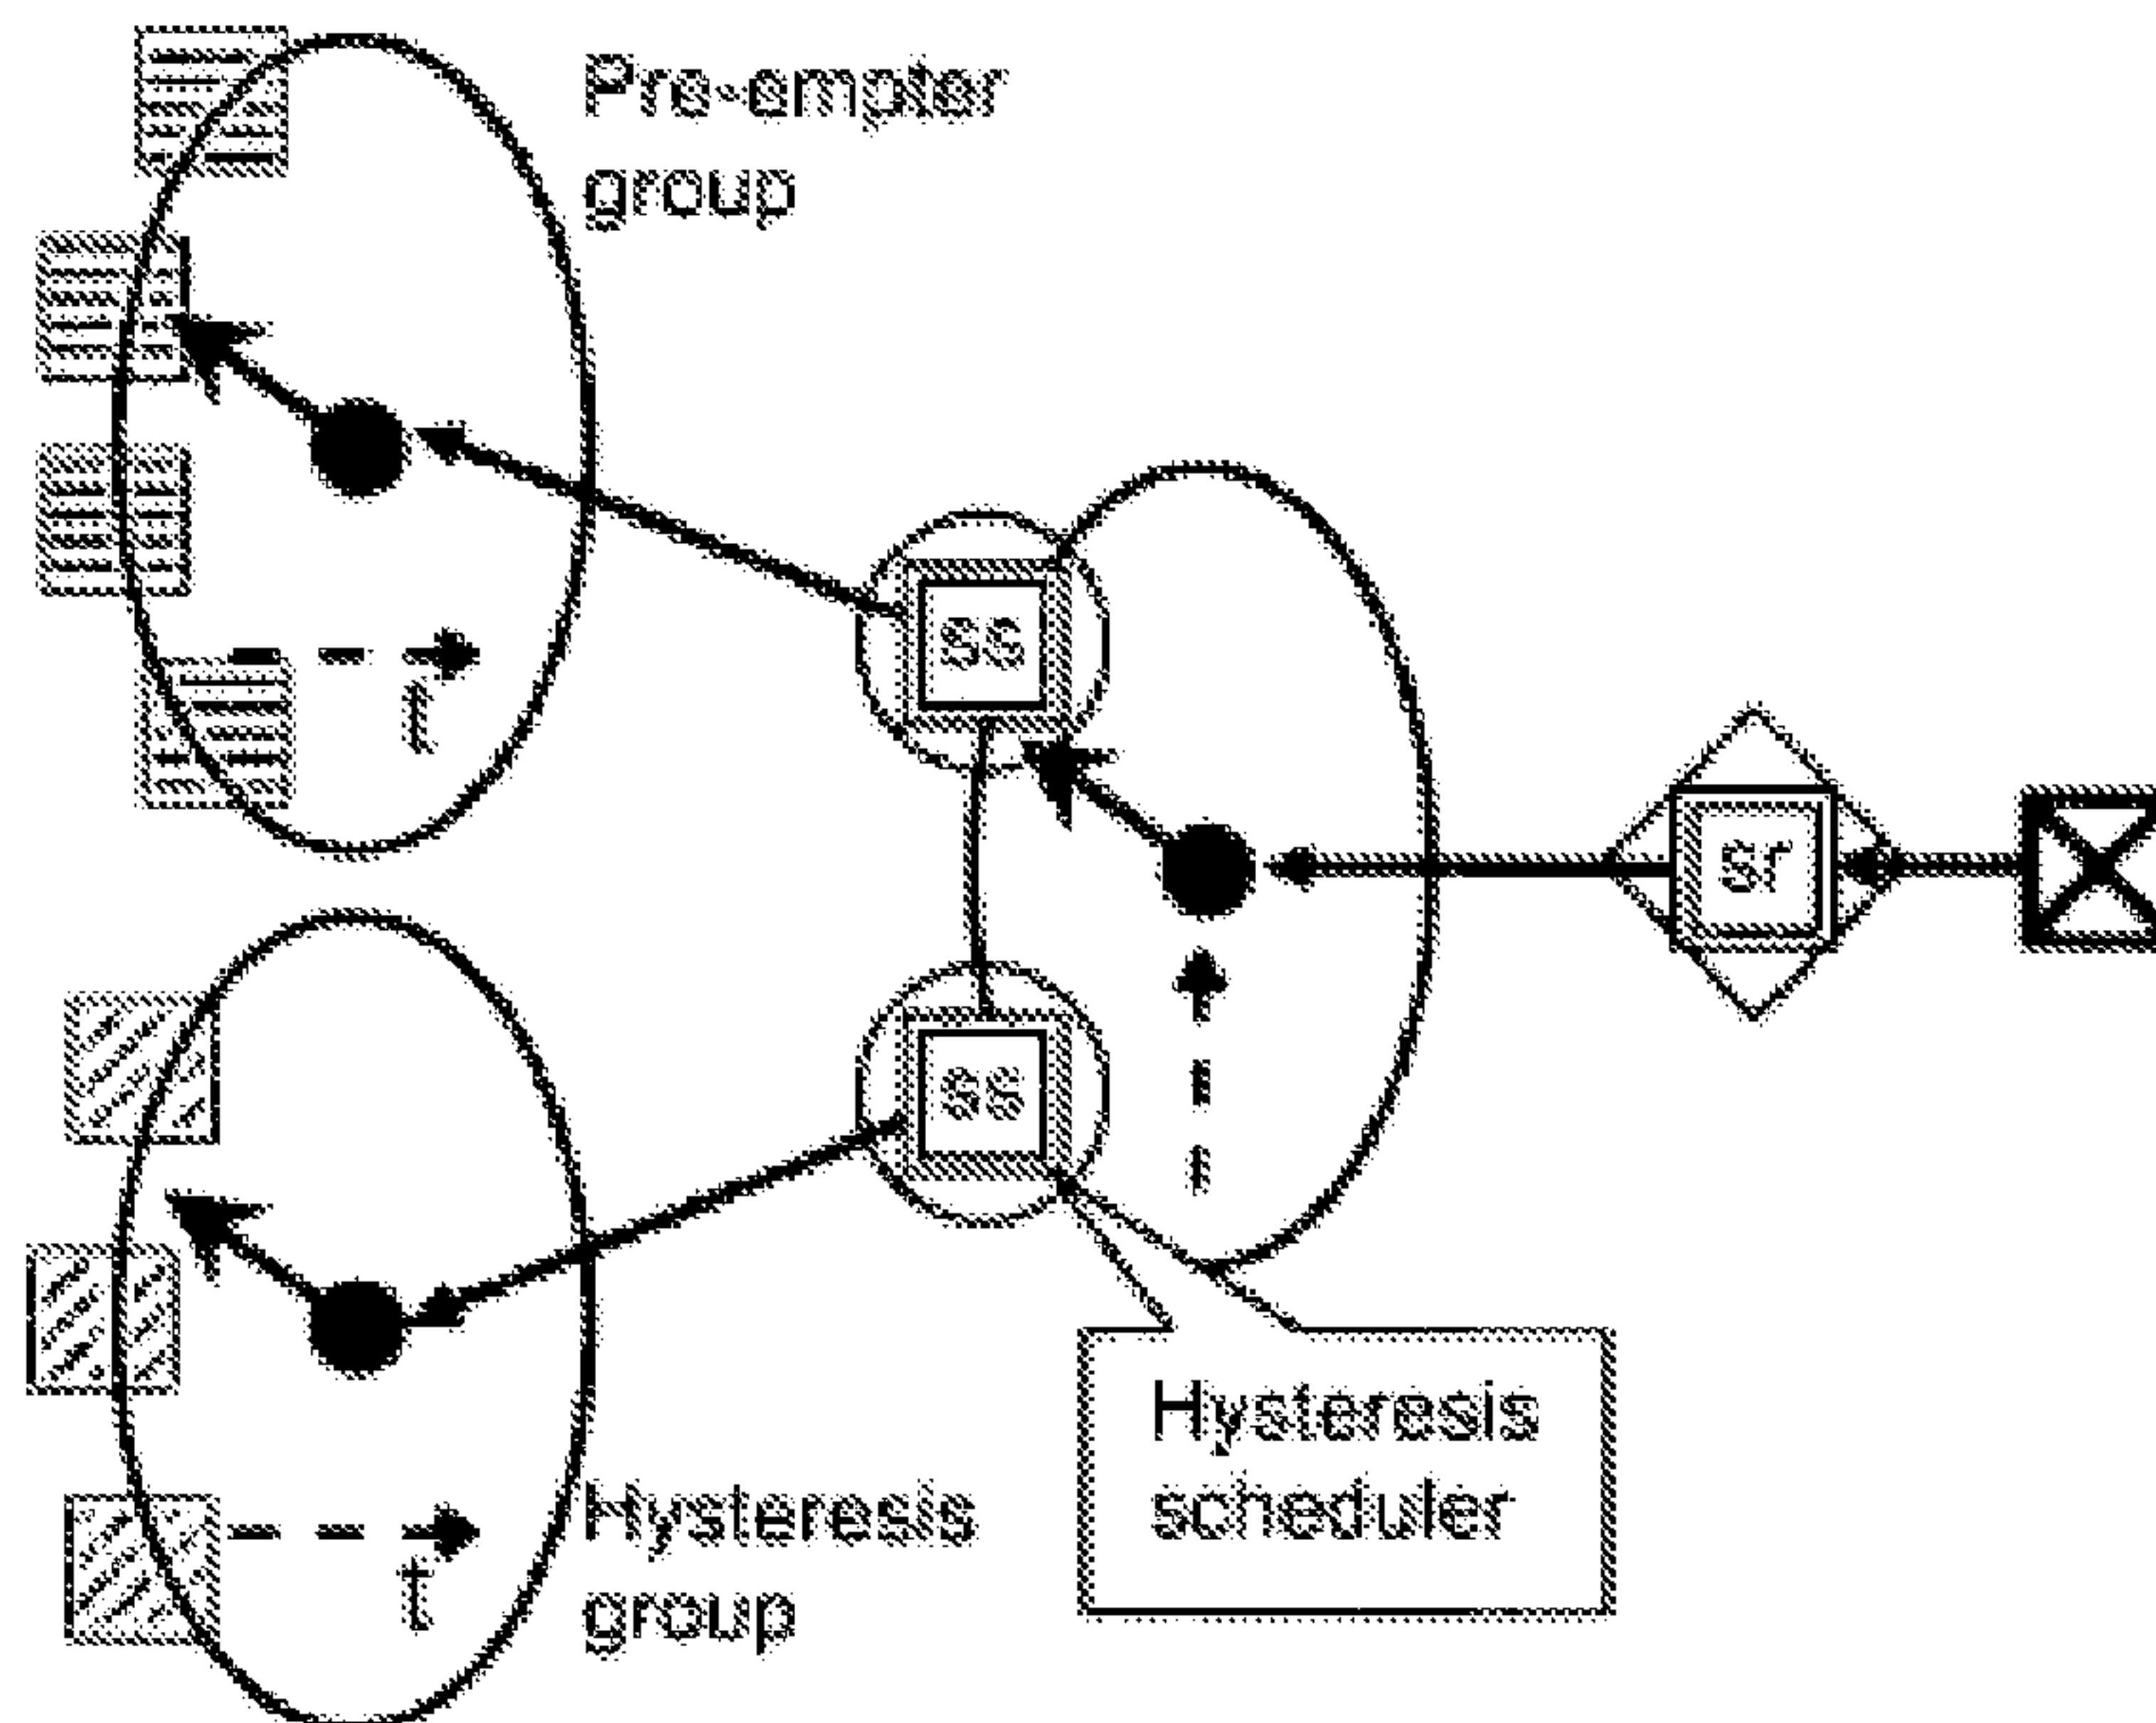 Pre-empter
group
t
ss
sr
ss
Hysteresis
scheduler
Hysteresis
group
t